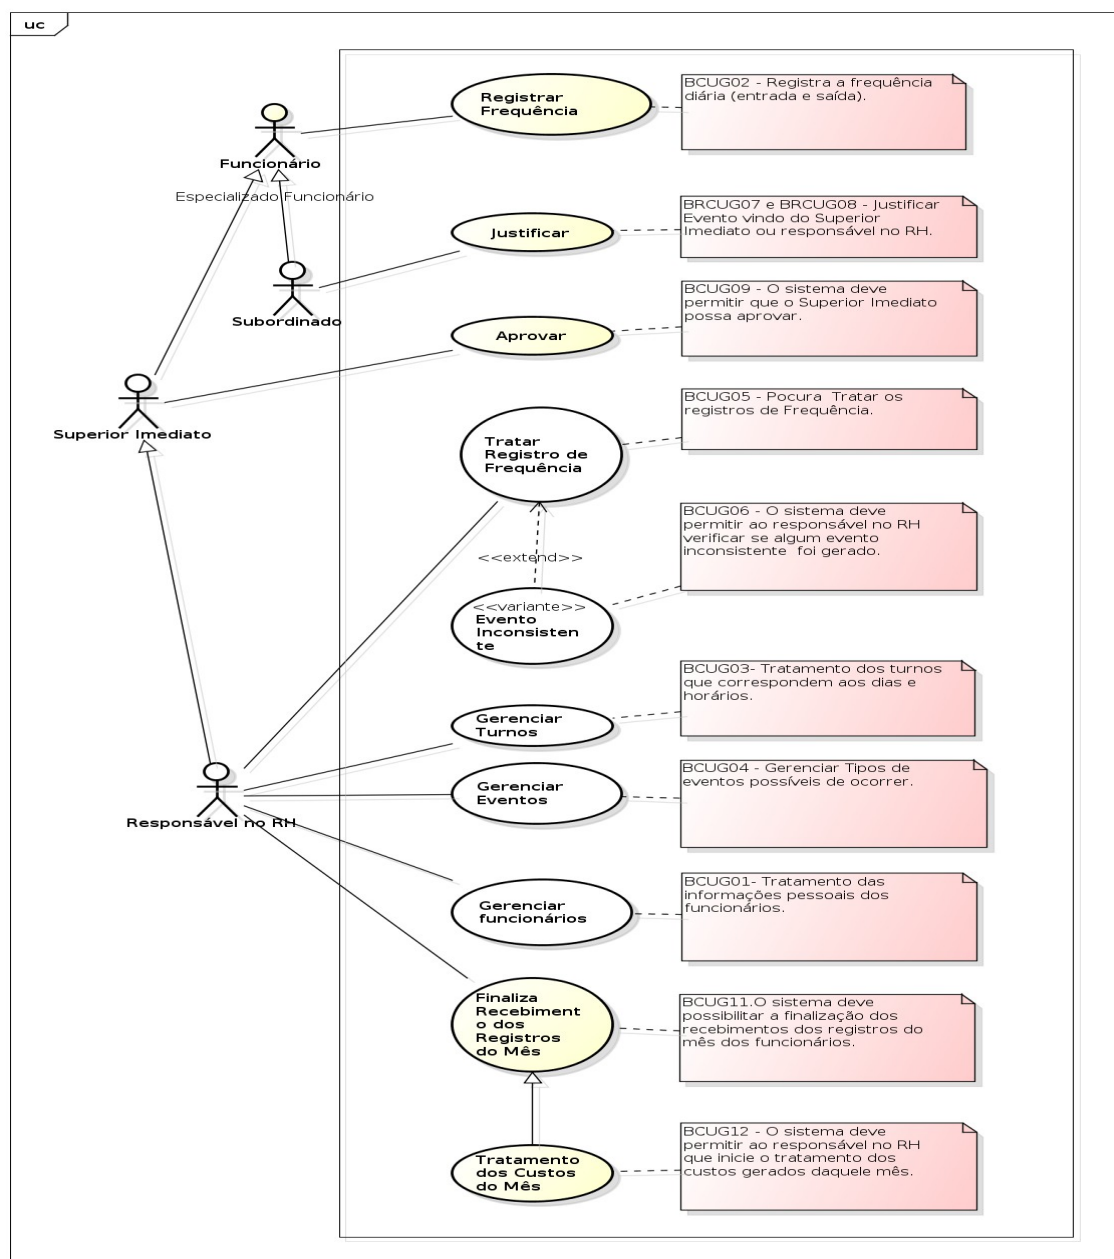 uc
Registrar
Frequência
BCUG02 - Registra a frequência
diária (entrada e saída).
Funcionário
Especializado Funcionário
Justificar
BRCUG07 e BRCUG08 - Justificar
Evento vindo do Superior
Imediato ou responsável no RH.
Subordinado
Aprovar
BCUG09 - O sistema deve
permitir que o Superior Imediato
possa aprovar.
Superior Imediato
Tratar
Registro de
Frequência
BCUG05 - Pocura  Tratar os
registros de Frequência.
<<extend>>
BCUG06 - O sistema deve
permitir ao responsável no RH
verificar se algum evento
inconsistente  foi gerado.
<<variante>>
Evento
Inconsisten
te
Gerenciar
Turnos
BCUG03- Tratamento dos turnos
que correspondem aos dias e
horários.
Responsável no RH
Gerenciar
Eventos
BCUG04 - Gerenciar Tipos de
eventos possíveis de ocorrer.
Gerenciar
funcionários
BCUG01- Tratamento das
informações pessoais dos
funcionários.
Finaliza
Recebiment
o dos
Registros
do Mês
BCUG11.O sistema deve
possibilitar a finalização dos
recebimentos dos registros do
mês dos funcionários.
Tratamento
dos Custos
do Mês
BCUG12 - O sistema deve
permitir ao responsável no RH
que inicie o tratamento dos
custos gerados daquele mês.